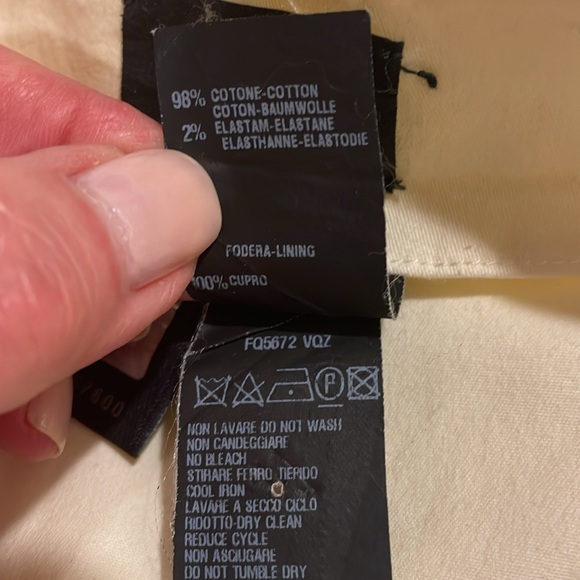 98% COTONE-COTTON
COTON-BAUMWOLLE
2% ELASTAM-ELASTANE
ELASTHANNE-ELASTODIE
FODERA-LINING
100% CUPRO
FQ5672 VQZ
P
7600
NON LAVARE DO NOT WASH
NON CANDEGGIARE
NO BLEACH
STIRARE FERRO TIEPIDO
COOL IRON
LAVARE A SECCO CICLO
RIDOTTO-DRY CLEAN
REDUCE CYCLE
NON ASCIUGARE
DO NOT TUMBLE DRY